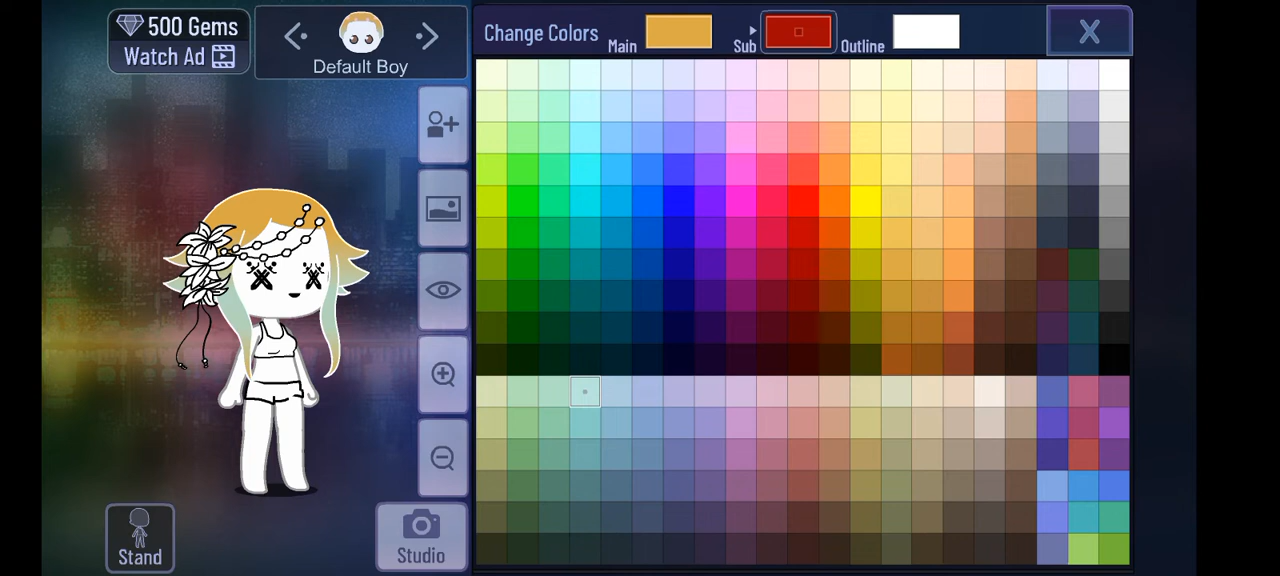 500 Gems
Watch Ad
Default Boy
Change Colors
Main
Sub
Outline
X
Stand
Studio